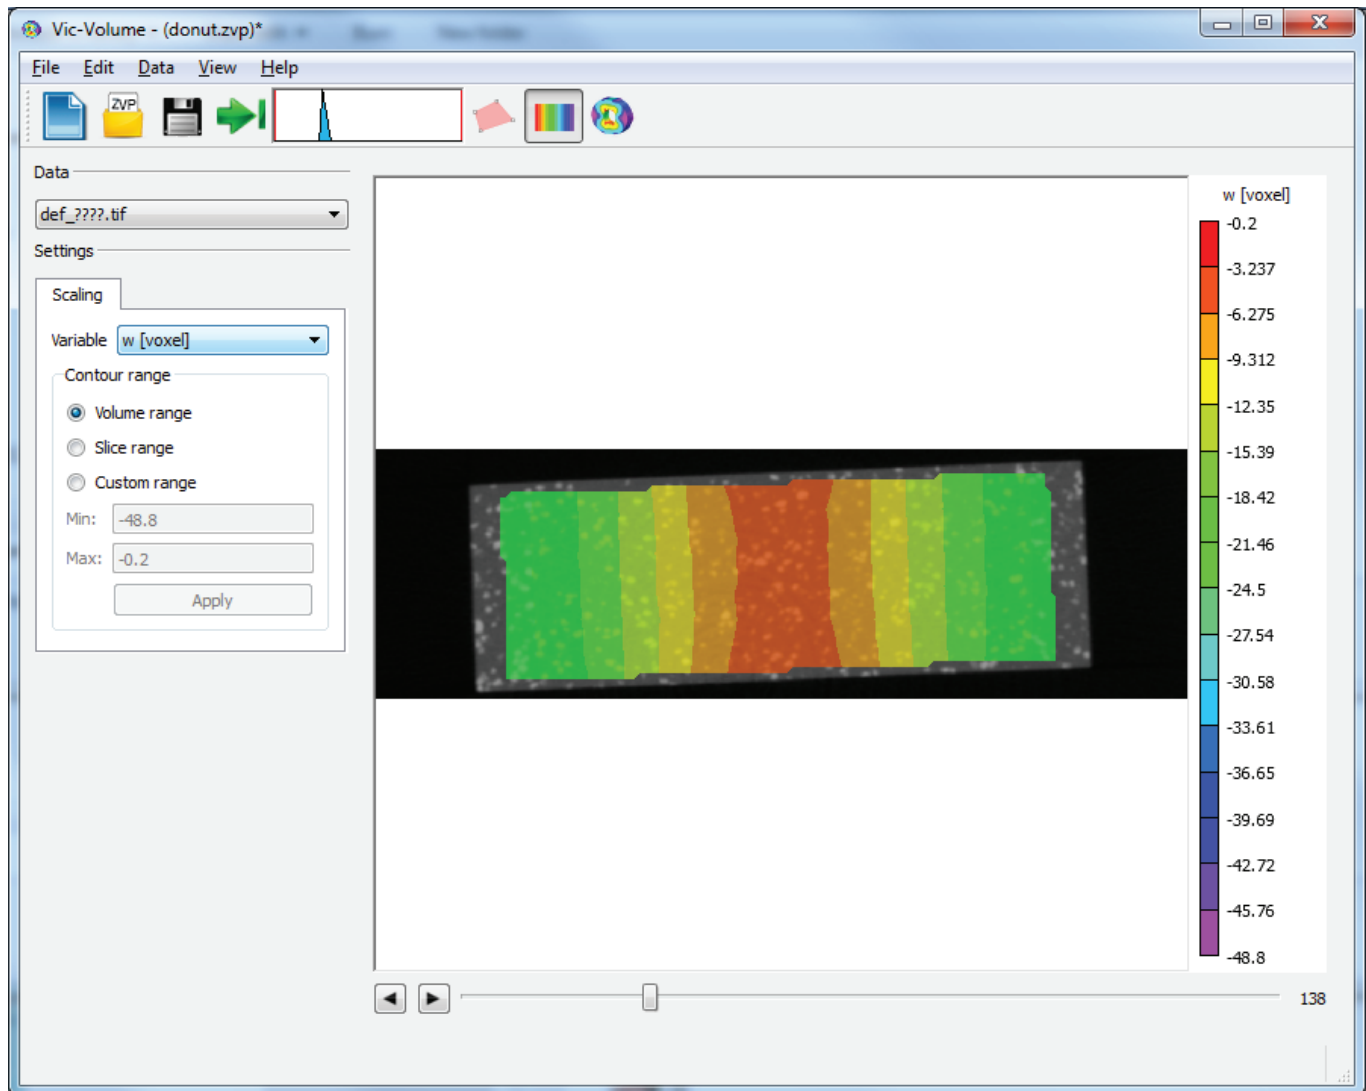 Vic-Volume - (donut.zvp)*
File Edit Data View Help
ZVP
Data
def_????.tif
Settings
Scaling
Variable w [voxel]
Contour range
Volume range
Slice range
Custom range
Min: -48.8
Max: -0.2
Apply
w [voxel]
-0.2
-3.237
-6.275
-9.312
-12.35
-15.39
-18.42
-21.46
-24.5
-27.54
-30.58
-33.61
-36.65
-39.69
-42.72
-45.76
-48.8
138